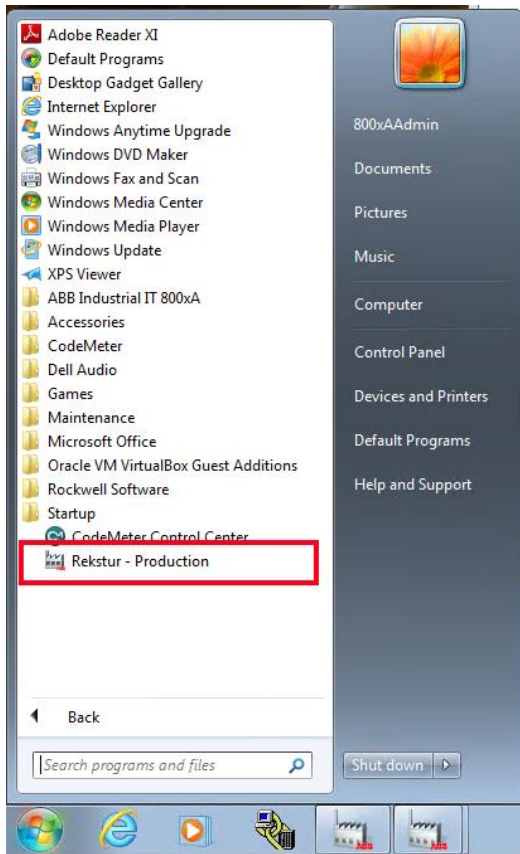 Adobe Reader XI
Default Programs
Desktop Gadget Gallery
Internet Explorer
Windows Anytime Upgrade
Windows DVD Maker
Windows Fax and Scan
Windows Media Center
Windows Media Player
Windows Update
XPS Viewer
ABB Industrial IT 800xA
Accessories
CodeMeter
Dell Audio
Games
Maintenance
Microsoft Office
Oracle VM VirtualBox Guest Additions
Rockwell Software
Startup
CodeMeter Control Center
Rekstur - Production
Back
Search programs and files
800xAAdmin
Documents
Pictures
Music
Computer
Control Panel
Devices and Printers
Default Programs
Help and Support
Shut down